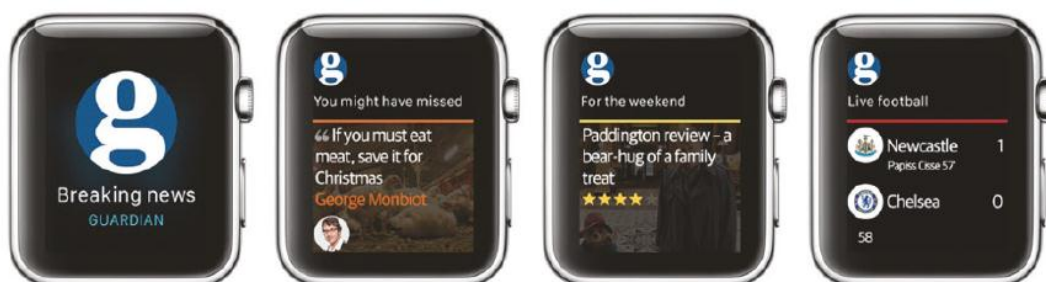 g
Breaking news
GUARDIAN
g
You might have missed
“ If you must eat
meat, save it for
Christmas
George Monbiot
g
For the weekend
Paddington review – a
bear-hug of a family
treat
g
Live football
Newcastle 1
Papiss Cisse 57'
Chelsea 0
58